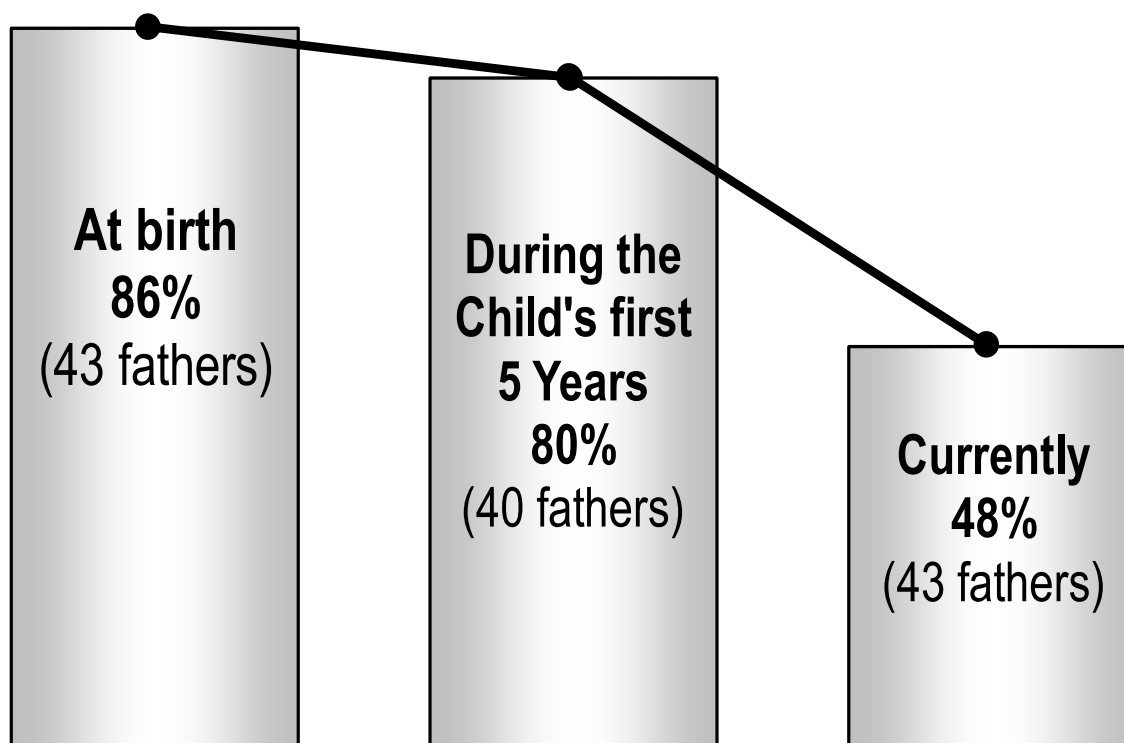 At birth
86%
(43 fathers)
During the
Child's first
5 Years
80%
(40 fathers)
Currently
48%
(43 fathers)